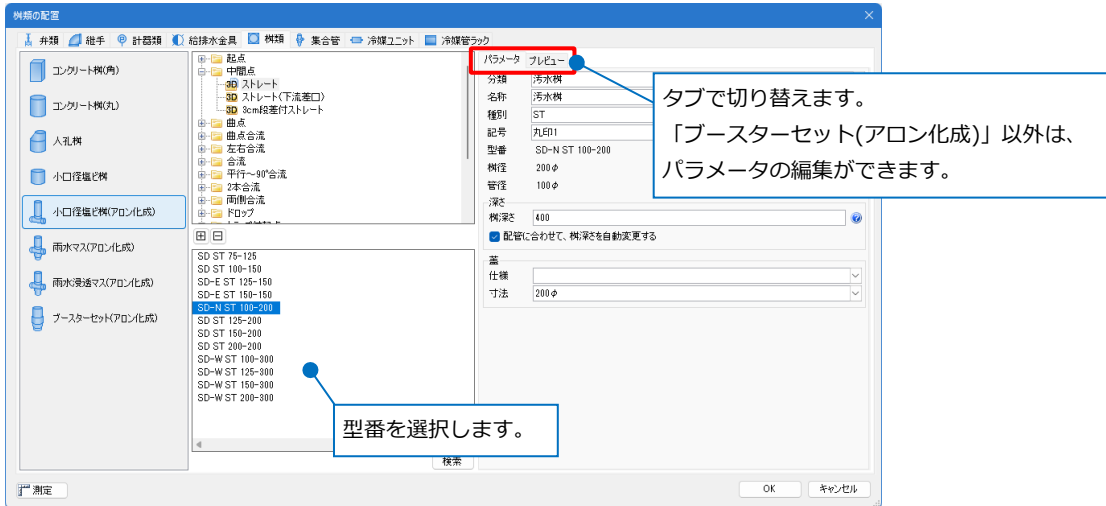 桝類の配置
弁類 継手 計器類 給排水金具 桝類 集合管 冷媒ユニット 冷媒管ラック
コンクリート桝(角)
コンクリート桝(丸)
人孔桝
小口径塩ビ桝
小口径塩ビ桝(アロン化成)
雨水マス(アロン化成)
雨水浸透マス(アロン化成)
ブースターセット(アロン化成)
起点
中間点
3D ストレート
3D ストレート(下流差口)
3D 3cm段差付ストレート
曲点
曲点合流
左右合流
合流
平行~90°合流
2本合流
両側合流
ドロップ
SD ST 75-125
SD ST 100-150
SD-E ST 125-150
SD-E ST 150-150
SD-N ST 100-200
SD ST 125-200
SD ST 150-200
SD ST 200-200
SD-W ST 100-300
SD-W ST 125-300
SD-W ST 150-300
SD-W ST 200-300
検索
パラメータ プレビュー
分類 汚水桝
名称 汚水桝
種別 ST
記号 丸印1
型番 SD-N ST 100-200
桝径 200φ
管径 100φ
深さ
桝深さ 400
配管に合わせて、桝深さを自動変更する
蓋
仕様
寸法 200φ
タブで切り替えます。
「ブースターセット(アロン化成)」以外は、
パラメータの編集ができます。
型番を選択します。
測定
OK キャンセル